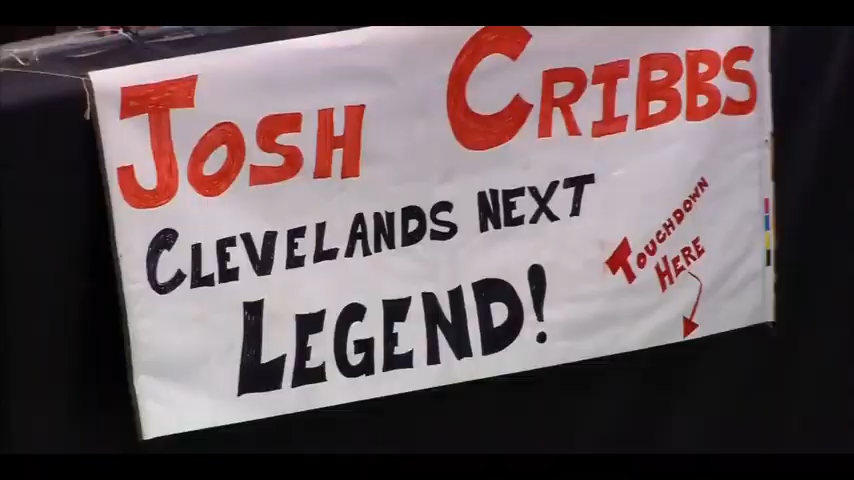 JOSH CRIBBS
CLEVELANDS NEXT
LEGEND!
TOUCHDOWN
HERE